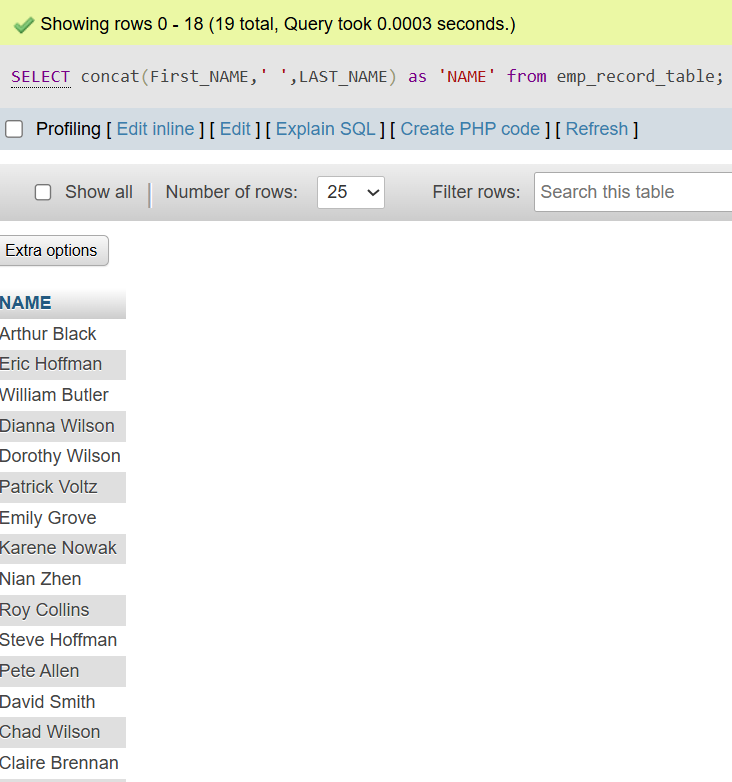 Showing rows 0 - 18 (19 total, Query took 0.0003 seconds.)
SELECT concat(First_NAME,' ',LAST_NAME) as 'NAME' from emp_record_table;
Profiling [ Edit inline ] [ Edit ] [ Explain SQL ] [ Create PHP code ] [ Refresh ]
Show all | Number of rows: 25 Filter rows: Search this table
Extra options
NAME
Arthur Black
Eric Hoffman
William Butler
Dianna Wilson
Dorothy Wilson
Patrick Voltz
Emily Grove
Karene Nowak
Nian Zhen
Roy Collins
Steve Hoffman
Pete Allen
David Smith
Chad Wilson
Claire Brennan